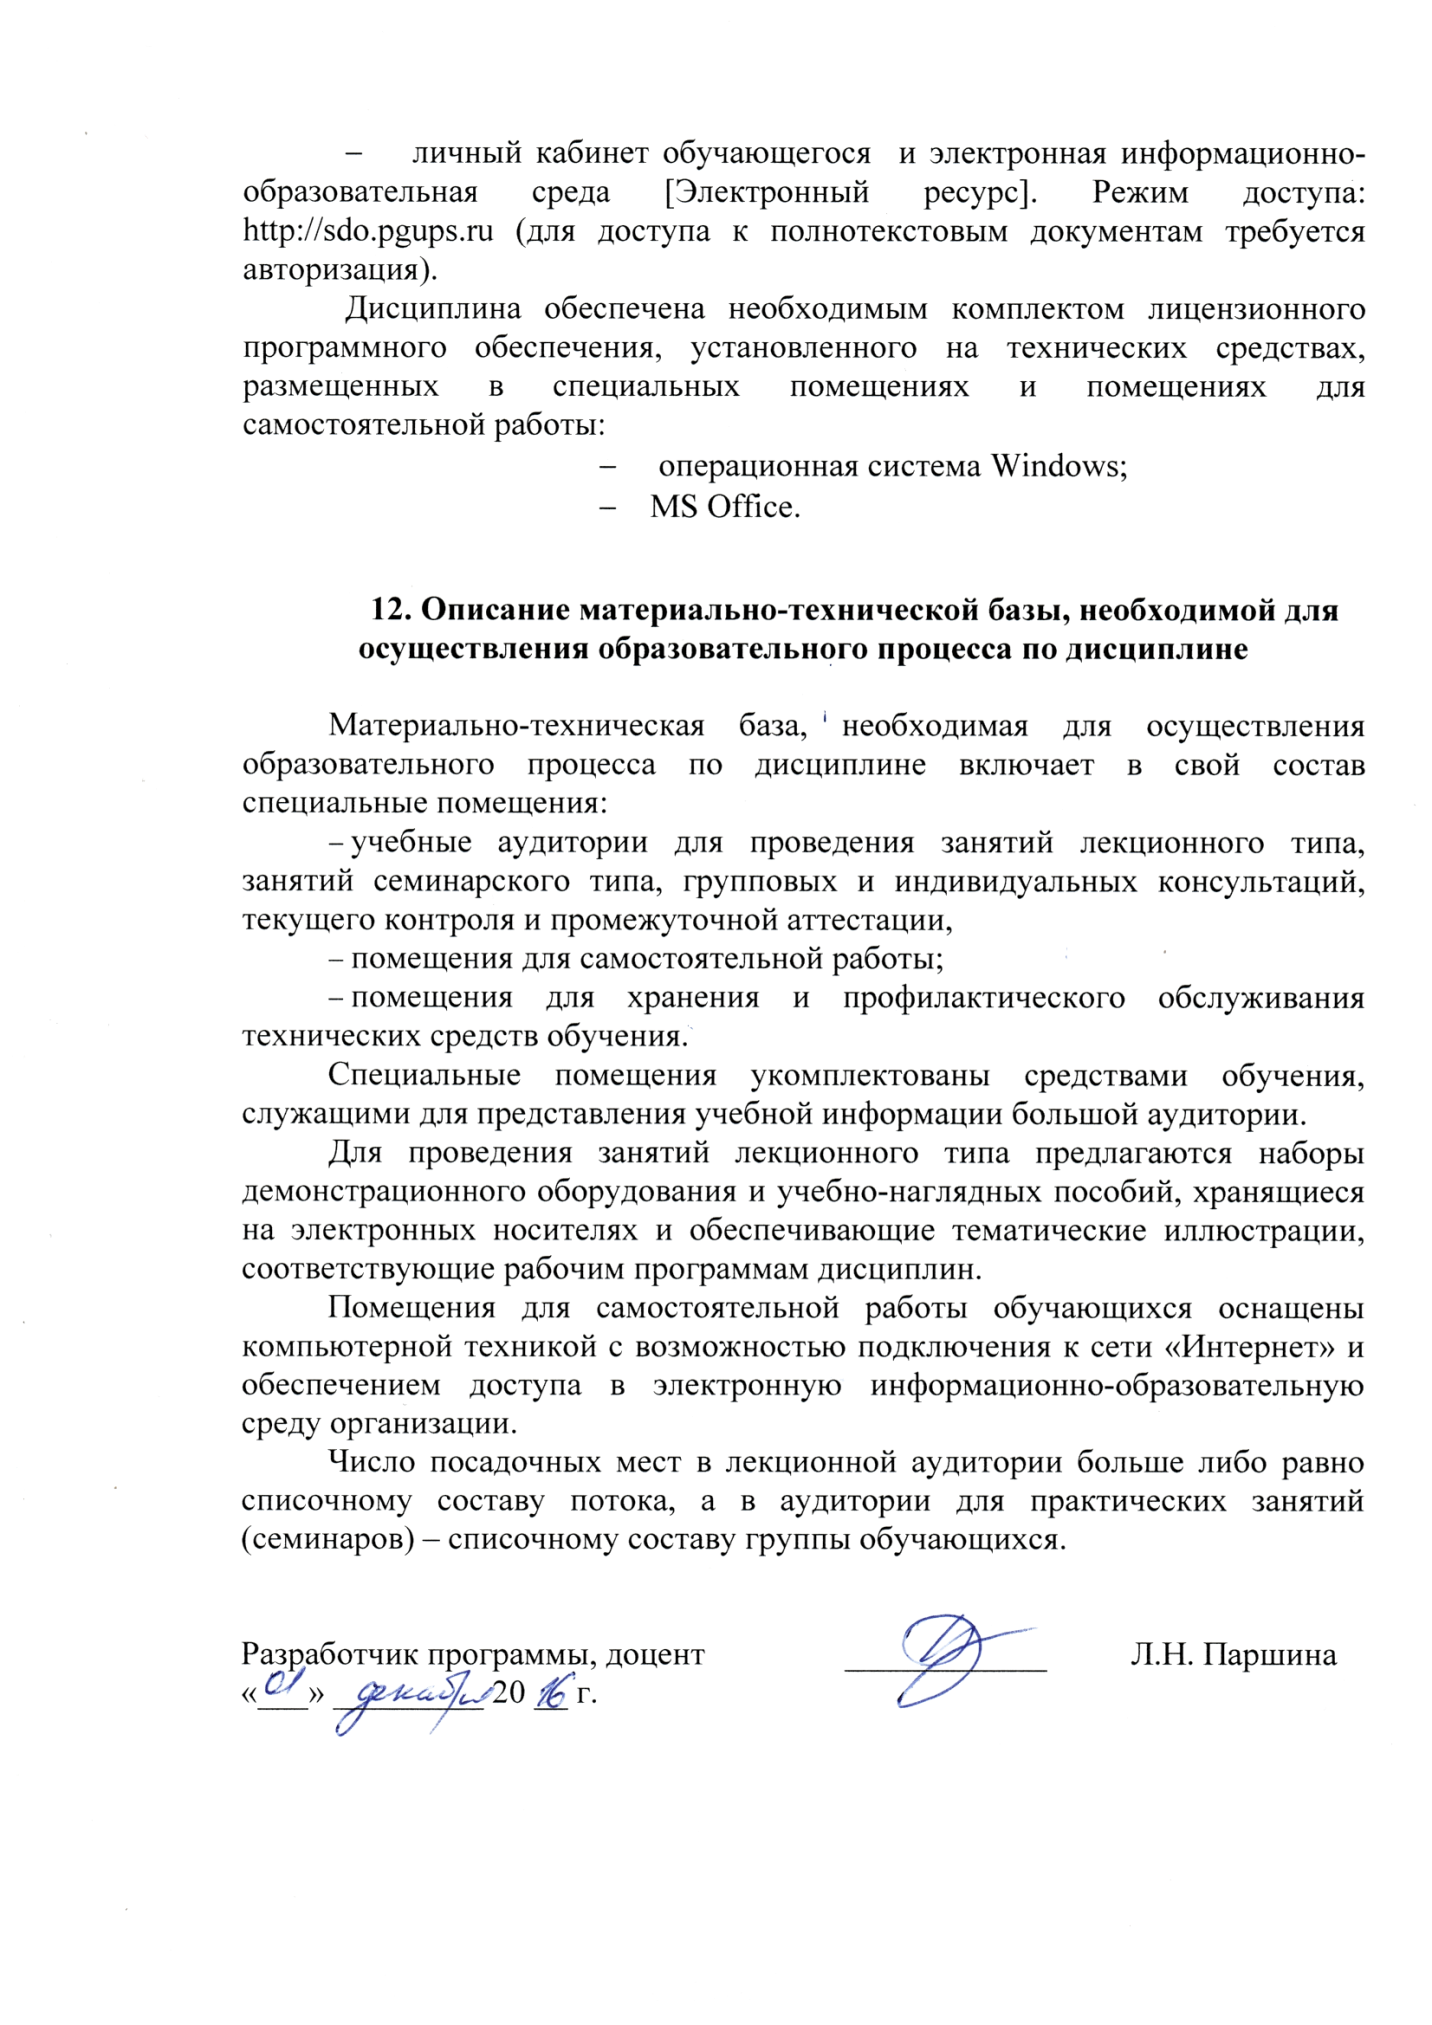 – личный кабинет обучающегося и электронная информационно-
образовательная среда [Электронный ресурс]. Режим доступа:
http://sdo.pgups.ru (для доступа к полнотекстовым документам требуется
авторизация).
Дисциплина обеспечена необходимым комплектом лицензионного
программного обеспечения, установленного на технических средствах,
размещенных в специальных помещениях и помещениях для
самостоятельной работы:
– операционная система Windows;
– MS Office.
12. Описание материально-технической базы, необходимой для
осуществления образовательного процесса по дисциплине
Материально-техническая база, необходимая для осуществления
образовательного процесса по дисциплине включает в свой состав
специальные помещения:
– учебные аудитории для проведения занятий лекционного типа,
занятий семинарского типа, групповых и индивидуальных консультаций,
текущего контроля и промежуточной аттестации,
– помещения для самостоятельной работы;
– помещения для хранения и профилактического обслуживания
технических средств обучения.
Специальные помещения укомплектованы средствами обучения,
служащими для представления учебной информации большой аудитории.
Для проведения занятий лекционного типа предлагаются наборы
демонстрационного оборудования и учебно-наглядных пособий, хранящиеся
на электронных носителях и обеспечивающие тематические иллюстрации,
соответствующие рабочим программам дисциплин.
Помещения для самостоятельной работы обучающихся оснащены
компьютерной техникой с возможностью подключения к сети «Интернет» и
обеспечением доступа в электронную информационно-образовательную
среду организации.
Число посадочных мест в лекционной аудитории больше либо равно
списочному составу потока, а в аудитории для практических занятий
(семинаров) – списочному составу группы обучающихся.
Разработчик программы, доцент Л.Н. Паршина
«01» декабря 20 16 г.